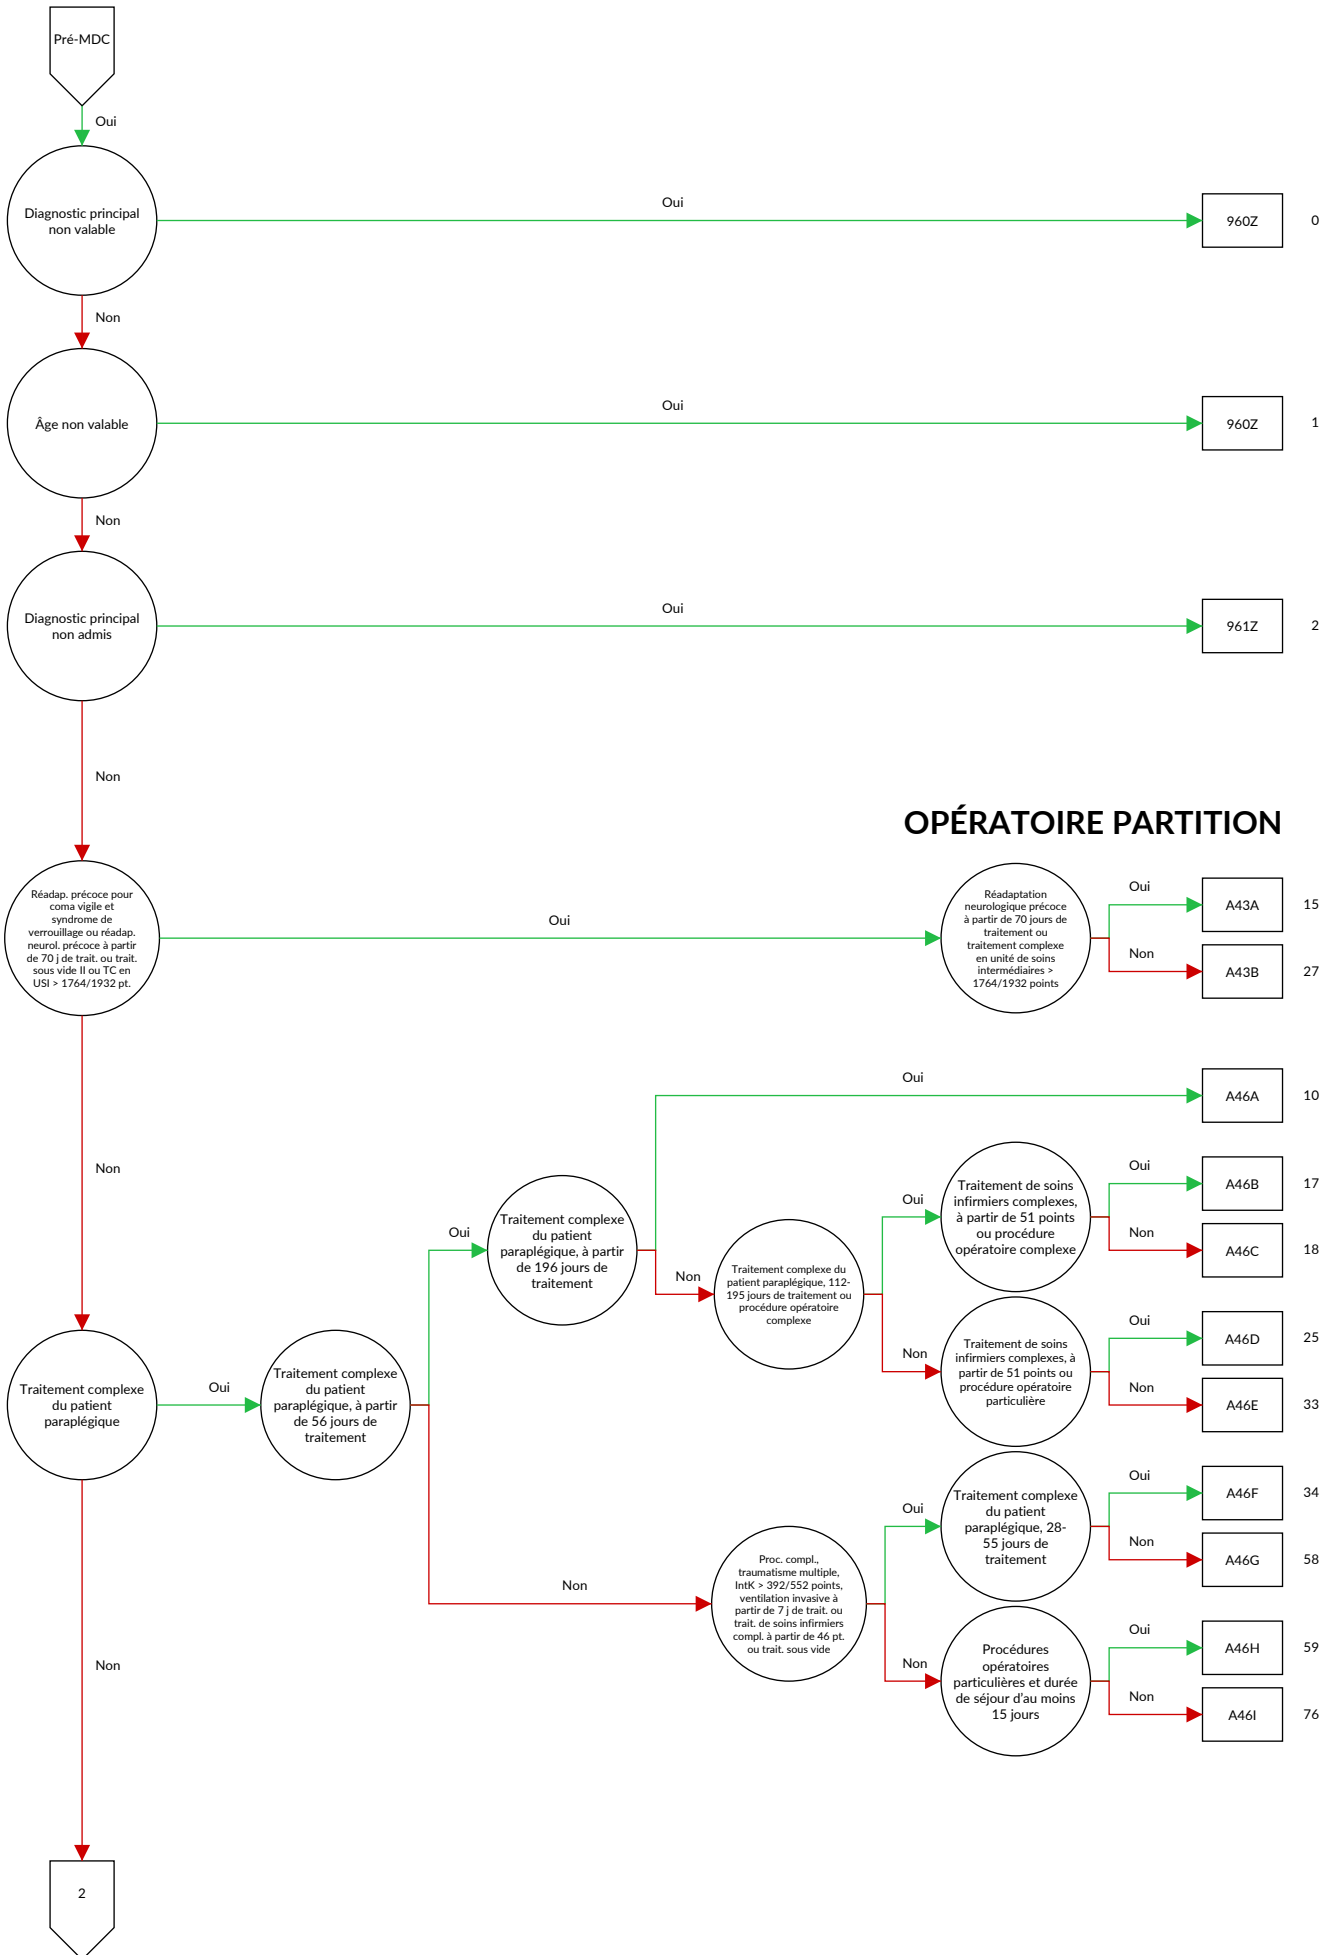 Pré-MDC
Oui
Diagnostic principal
non valable
Oui
960Z
0
Non
Âge non valable
Oui
960Z
1
Non
Diagnostic principal
non admis
Oui
961Z
2
Non
OPÉRATOIRE PARTITION
Réadap. précoce pour
coma vigile et
syndrome de
verrouillage ou réadap.
neurol. précoce à partir
de 70 j de trait. ou trait.
sous vide II ou TC en
USI > 1764/1932 pt.
Oui
Réadaptation
neurologique précoce
à partir de 70 jours de
traitement ou
traitement complexe
en unité de soins
intermédiaires >
1764/1932 points
Oui
A43A
15
Non
A43B
27
Non
Oui
A46A
10
Traitement complexe
du patient
paraplégique, à partir
de 196 jours de
traitement
Oui
Non
Traitement complexe du
patient paraplégique, 112-
195 jours de traitement ou
procédure opératoire
complexe
Oui
Traitement de soins
infirmiers complexes,
à partir de 51 points
ou procédure
opératoire complexe
Oui
A46B
17
Non
A46C
18
Non
Traitement de soins
infirmiers complexes, à
partir de 51 points ou
procédure opératoire
particulière
Oui
A46D
25
Non
A46E
33
Traitement complexe
du patient
paraplégique
Oui
Traitement complexe
du patient
paraplégique, à partir
de 56 jours de
traitement
Non
Proc. compl.,
traumatisme multiple,
IntK > 392/552 points,
ventilation invasive à
partir de 7 j de trait. ou
trait. de soins infirmiers
compl. à partir de 46 pt.
ou trait. sous vide
Oui
Traitement complexe
du patient
paraplégique, 28-
55 jours de
traitement
Oui
A46F
34
Non
A46G
58
Non
Procédures
opératoires
particulières et durée
de séjour d'au moins
15 jours
Oui
A46H
59
Non
A46I
76
Non
2